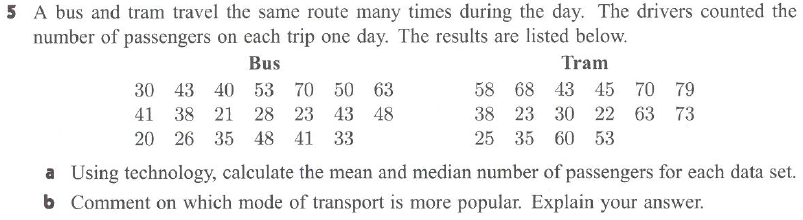 5 A bus and tram travel the same route many times during the day. The drivers counted the
number of passengers on each trip one day. The results are listed below.
Bus Tram
30 43 40 53 70 50 63 58 68 43 45 70 79
41 38 21 28 23 43 48 38 23 30 22 63 73
20 26 35 48 41 33 25 35 60 53
a Using technology, calculate the mean and median number of passengers for each data set.
b Comment on which mode of transport is more popular. Explain your answer.